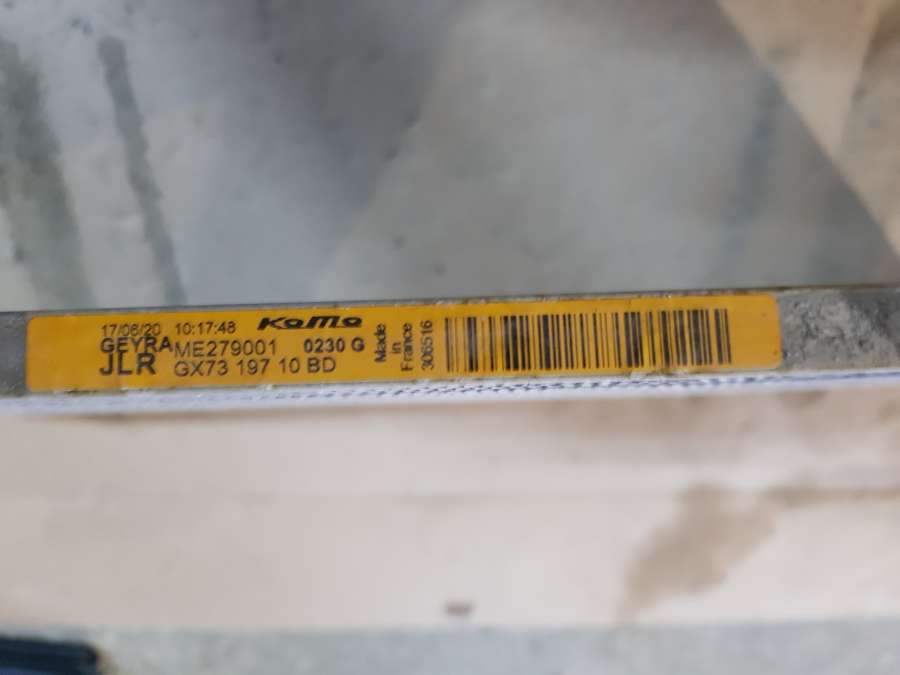 17/06/20 10:17:48 KoMo
GEYRA ME279001 0230 G
JLR GX73 197 10 BD
Made
in
France
306516